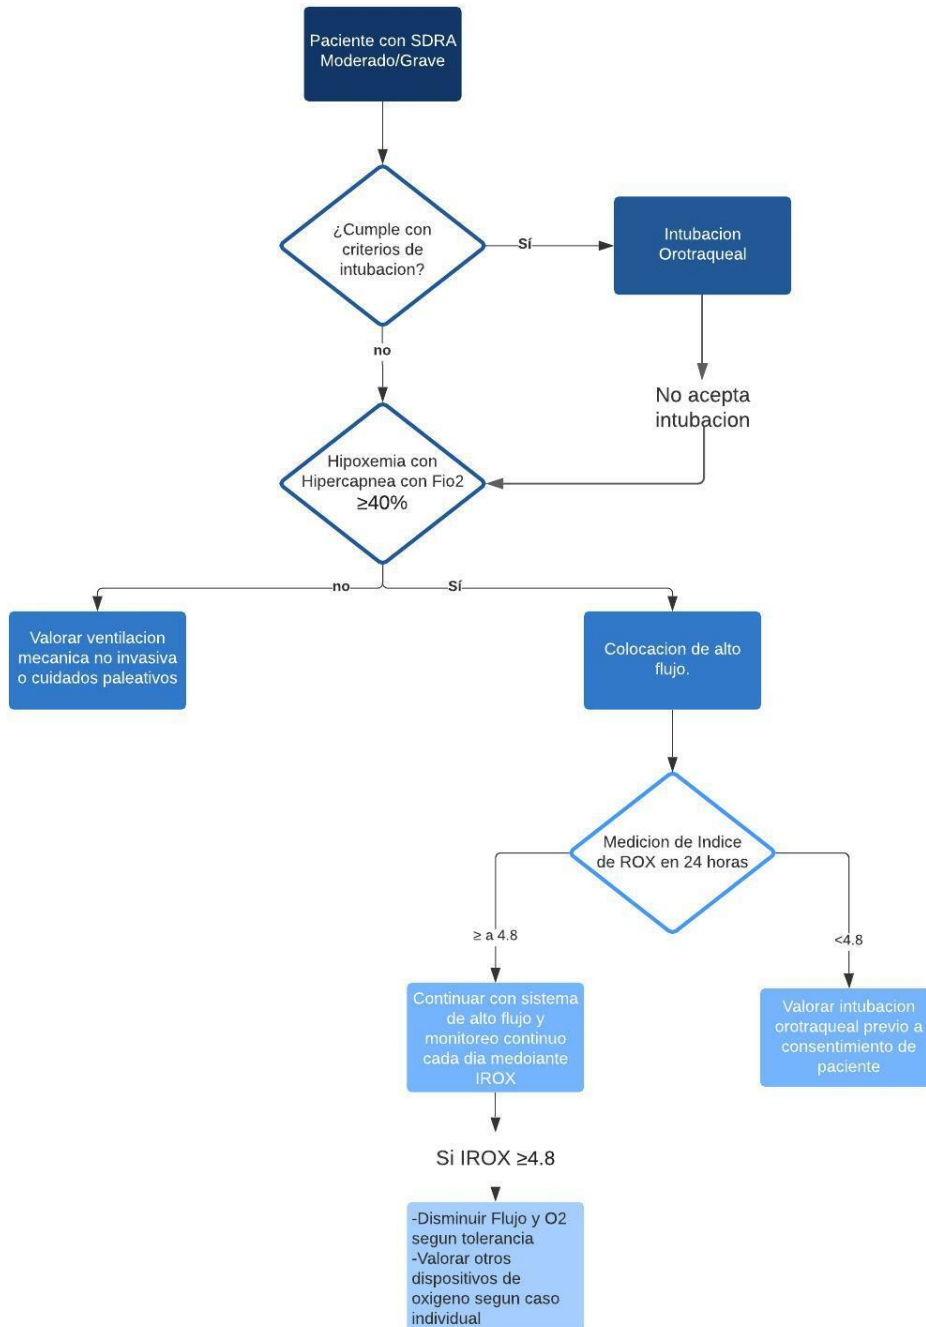 Paciente con SDRA
Moderado/Grave
¿Cumple con
criterios de
intubacion?
Sí
Intubacion
Orotraqueal
no
No acepta
intubacion
Hipoxemia con
Hipercapnea con Fio2
≥40%
no
Sí
Valorar ventilacion
mecanica no invasiva
o cuidados paleativos
Colocacion de alto
flujo.
Medicion de Indice
de ROX en 24 horas
≥ a 4.8
<4.8
Continuar con sistema
de alto flujo y
monitoreo continuo
cada dia medoiante
IROX
Valorar intubacion
orotraqueal previo a
consentimiento de
paciente
Si IROX ≥4.8
-Disminuir Flujo y O2
segun tolerancia
-Valorar otros
dispositivos de
oxigeno segun caso
individual